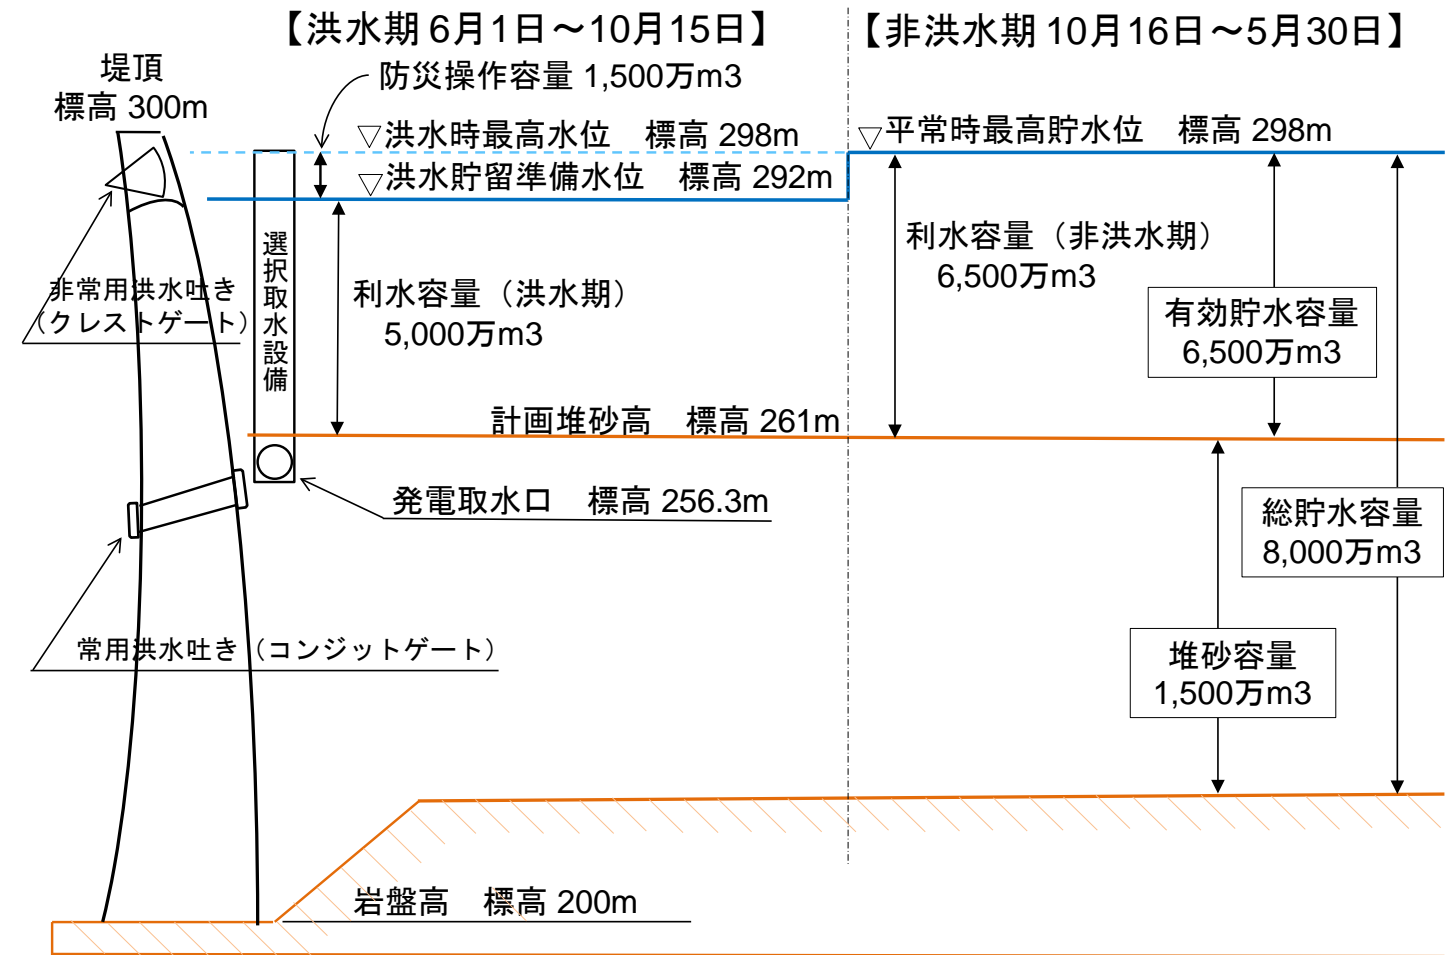 【洪水期 6月1日～10月15日】
【非洪水期 10月16日～5月30日】
堤頂
標高 300m
防災操作容量 1,500万m3
▽洪水時最高水位　標高 298m
▽平常時最高貯水位　標高 298m
▽洪水貯留準備水位　標高 292m
選択取水設備
利水容量（洪水期）
5,000万m3
利水容量（非洪水期）
6,500万m3
非常用洪水吐き
（クレストゲート）
有効貯水容量
6,500万m3
計画堆砂高　標高 261m
発電取水口　標高 256.3m
総貯水容量
8,000万m3
常用洪水吐き（コンジットゲート）
堆砂容量
1,500万m3
岩盤高　標高 200m